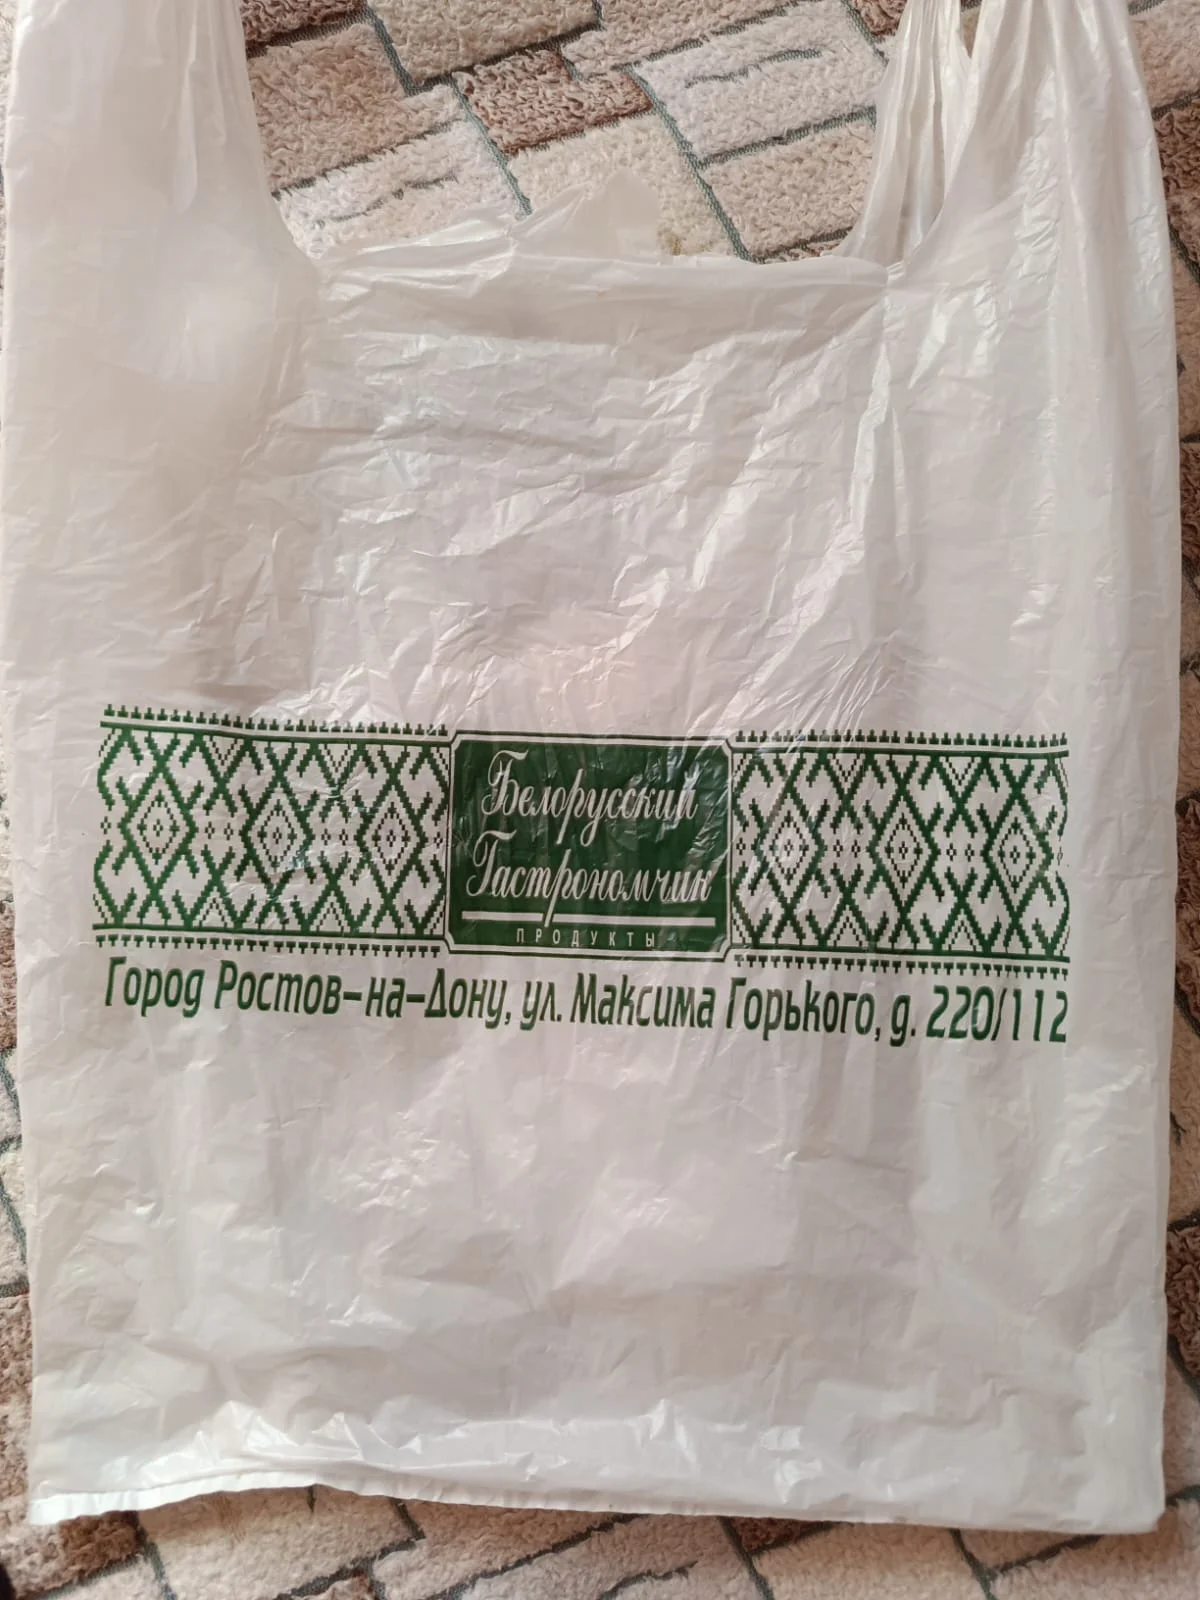 Белорусский
Гастрономчик
ПРОДУКТЫ
Город Ростов-на-Дону, ул. Максима Горького, д. 220/112